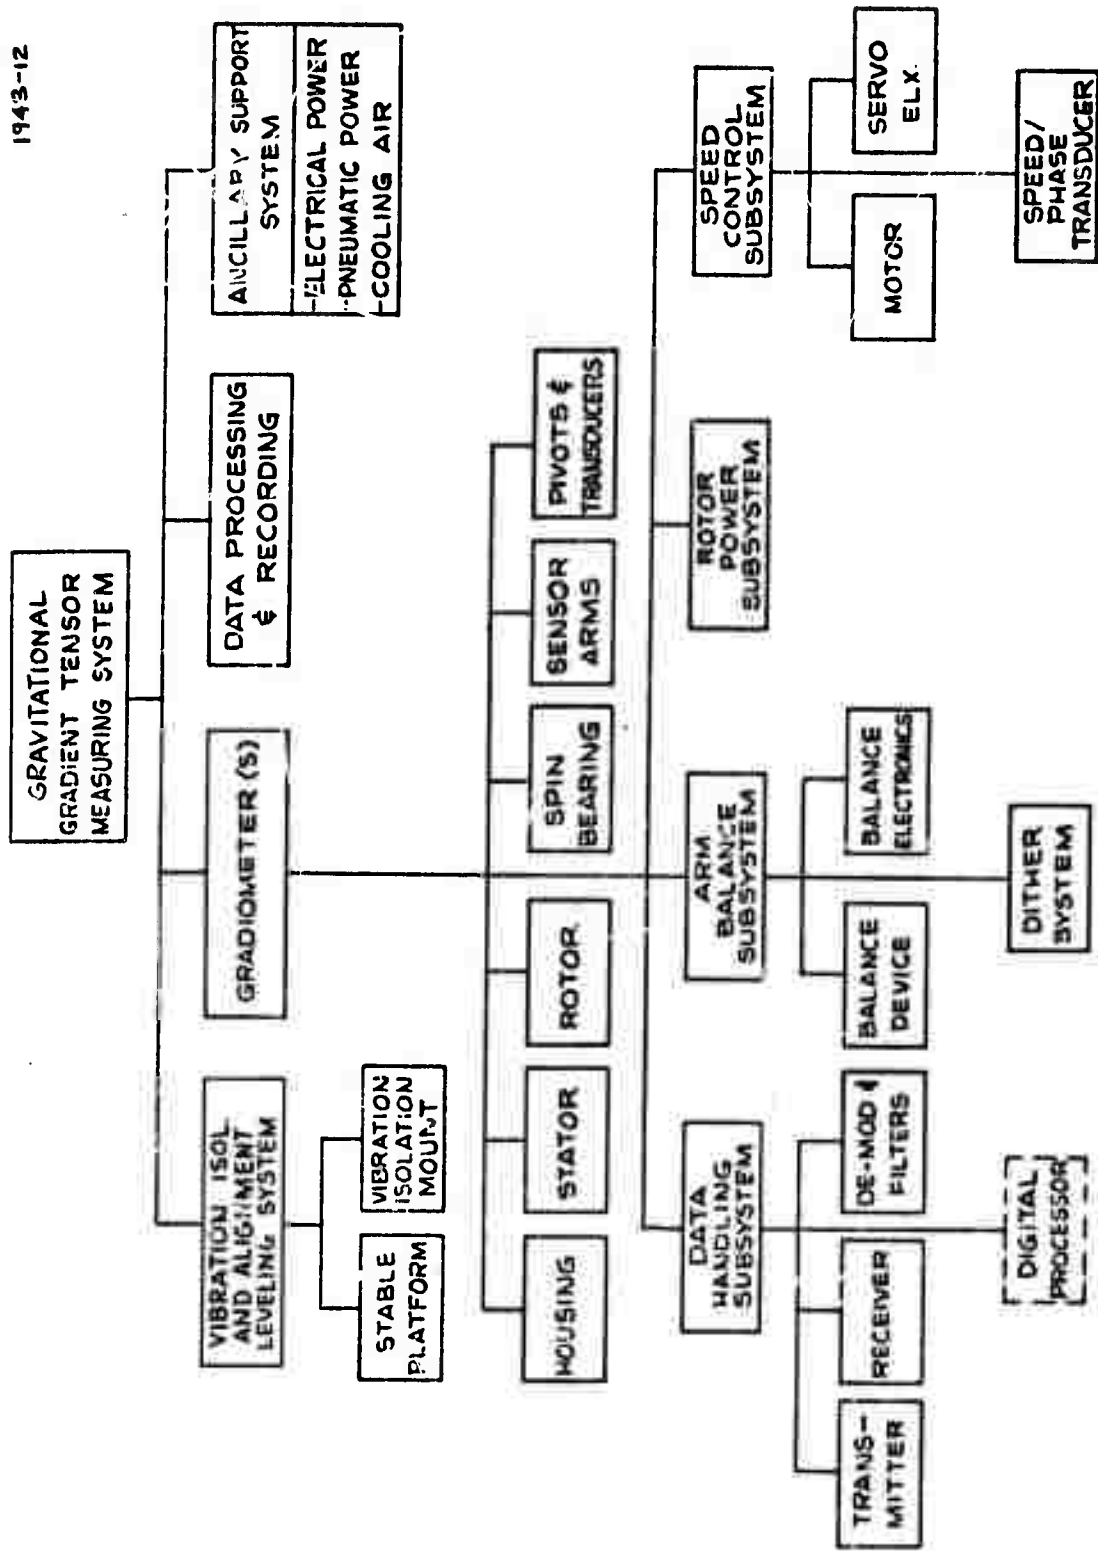 1943-12
GRAVITATIONAL
GRADIENT TENSOR
MEASURING SYSTEM
VIBRATION ISOL
AND ALIGNMENT
LEVELING SYSTEM
GRADIOMETER (S)
DATA PROCESSING
& RECORDING
ANCILLARY SUPPORT
SYSTEM
-ELECTRICAL POWER
-PNEUMATIC POWER
-COOLING AIR
STABLE
PLATFORM
VIBRATION
ISOLATION
MOUNT
HOUSING
STATOR
ROTOR
SPIN
BEARING
SENSOR
ARMS
PIVOTS &
TRANSDUCERS
DATA
HANDLING
SUBSYSTEM
ARM
BALANCE
SUBSYSTEM
ROTOR
POWER
SUBSYSTEM
SPEED
CONTROL
SUBSYSTEM
TRANS-
MITTER
RECEIVER
DE-MOD &
FILTERS
BALANCE
DEVICE
BALANCE
ELECTRONICS
MOTOR
SERVO
ELX.
DIGITAL
PROCESSOR
DITHER
SYSTEM
SPEED/
PHASE
TRANSDUCER